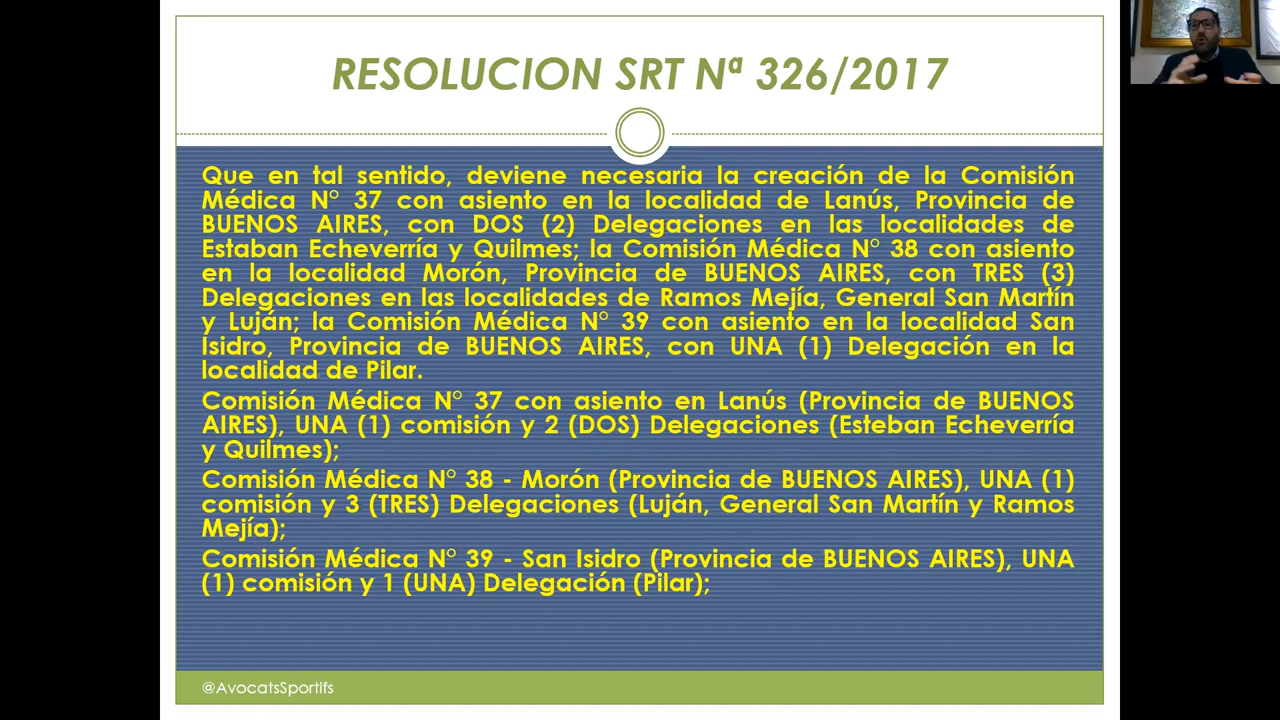 RESOLUCION SRT Nª 326/2017
Que en tal sentido, deviene necesaria la creación de la Comisión
Médica N° 37 con asiento en la localidad de Lanús, Provincia de
BUENOS AIRES, con DOS (2) Delegaciones en las localidades de
Estaban Echeverría y Quilmes; la Comisión Médica N° 38 con asiento
en la localidad Morón, Provincia de BUENOS AIRES, con TRES (3)
Delegaciones en las localidades de Ramos Mejía, General San Martín
y Luján; la Comisión Médica N° 39 con asiento en la localidad San
Isidro, Provincia de BUENOS AIRES, con UNA (1) Delegación en la
localidad de Pilar.
Comisión Médica N° 37 con asiento en Lanús (Provincia de BUENOS
AIRES), UNA (1) comisión y 2 (DOS) Delegaciones (Esteban Echeverría
y Quilmes);
Comisión Médica N° 38 - Morón (Provincia de BUENOS AIRES), UNA (1)
comisión y 3 (TRES) Delegaciones (Luján, General San Martín y Ramos
Mejía);
Comisión Médica N° 39 - San Isidro (Provincia de BUENOS AIRES), UNA
(1) comisión y 1 (UNA) Delegación (Pilar);
@AvocatsSportifs